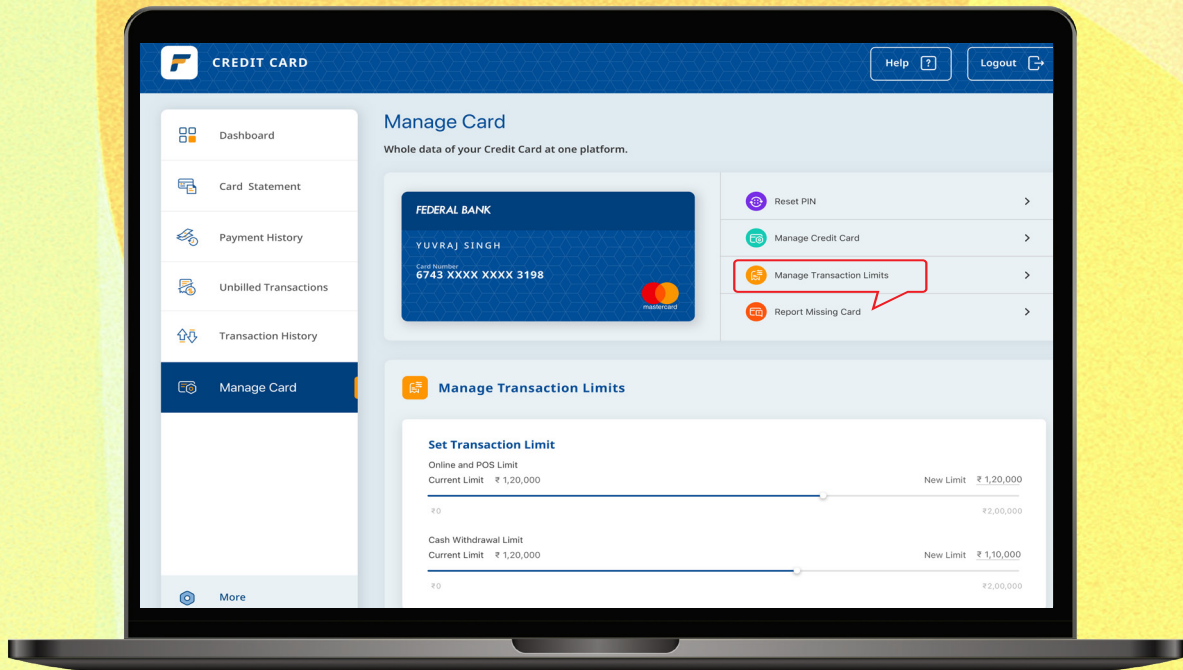 CREDIT CARD
Help ?
Logout
Dashboard
Card Statement
Payment History
Unbilled Transactions
Transaction History
Manage Card
More
Manage Card
Whole data of your Credit Card at one platform.
FEDERAL BANK
YUVRAJ SINGH
Card Number
6743 XXXX XXXX 3198
mastercard
Reset PIN
Manage Credit Card
Manage Transaction Limits
Report Missing Card
Manage Transaction Limits
Set Transaction Limit
Online and POS Limit
Current Limit ₹ 1,20,000 New Limit ₹ 1,20,000
₹0 ₹2,00,000
Cash Withdrawal Limit
Current Limit ₹ 1,20,000 New Limit ₹ 1,10,000
₹0 ₹2,00,000